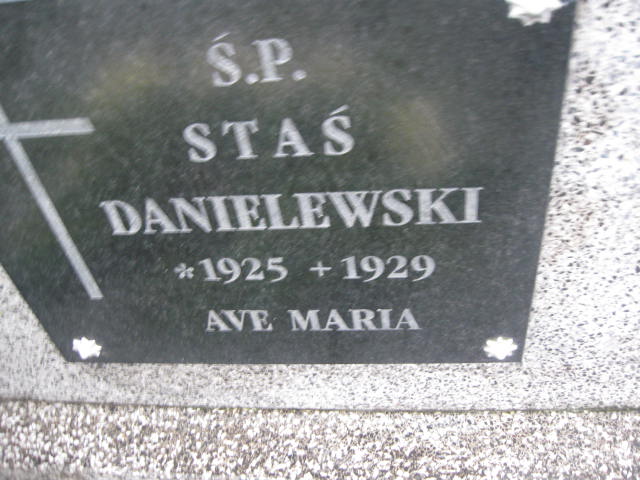 Ś.P.
STAŚ
DANIELEWSKI
*1925 +1929
AVE MARIA